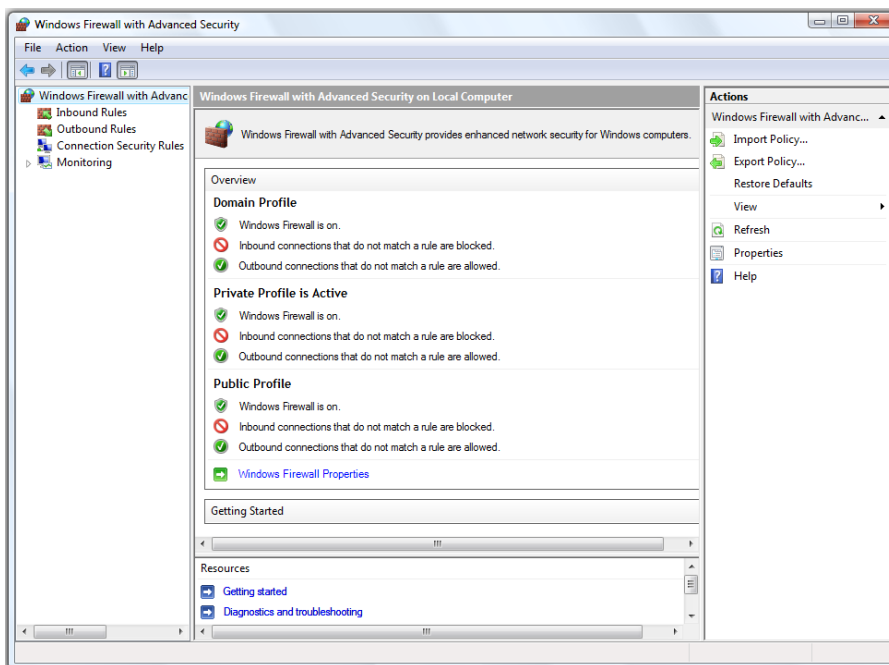 Windows Firewall with Advanced Security
File Action View Help
Windows Firewall with Advanc
Inbound Rules
Outbound Rules
Connection Security Rules
Monitoring
Windows Firewall with Advanced Security on Local Computer
Windows Firewall with Advanced Security provides enhanced network security for Windows computers.
Overview
Domain Profile
Windows Firewall is on.
Inbound connections that do not match a rule are blocked.
Outbound connections that do not match a rule are allowed.
Private Profile is Active
Windows Firewall is on.
Inbound connections that do not match a rule are blocked.
Outbound connections that do not match a rule are allowed.
Public Profile
Windows Firewall is on.
Inbound connections that do not match a rule are blocked.
Outbound connections that do not match a rule are allowed.
Windows Firewall Properties
Getting Started
Resources
Getting started
Diagnostics and troubleshooting
Actions
Windows Firewall with Advanc...
Import Policy...
Export Policy...
Restore Defaults
View
Refresh
Properties
Help